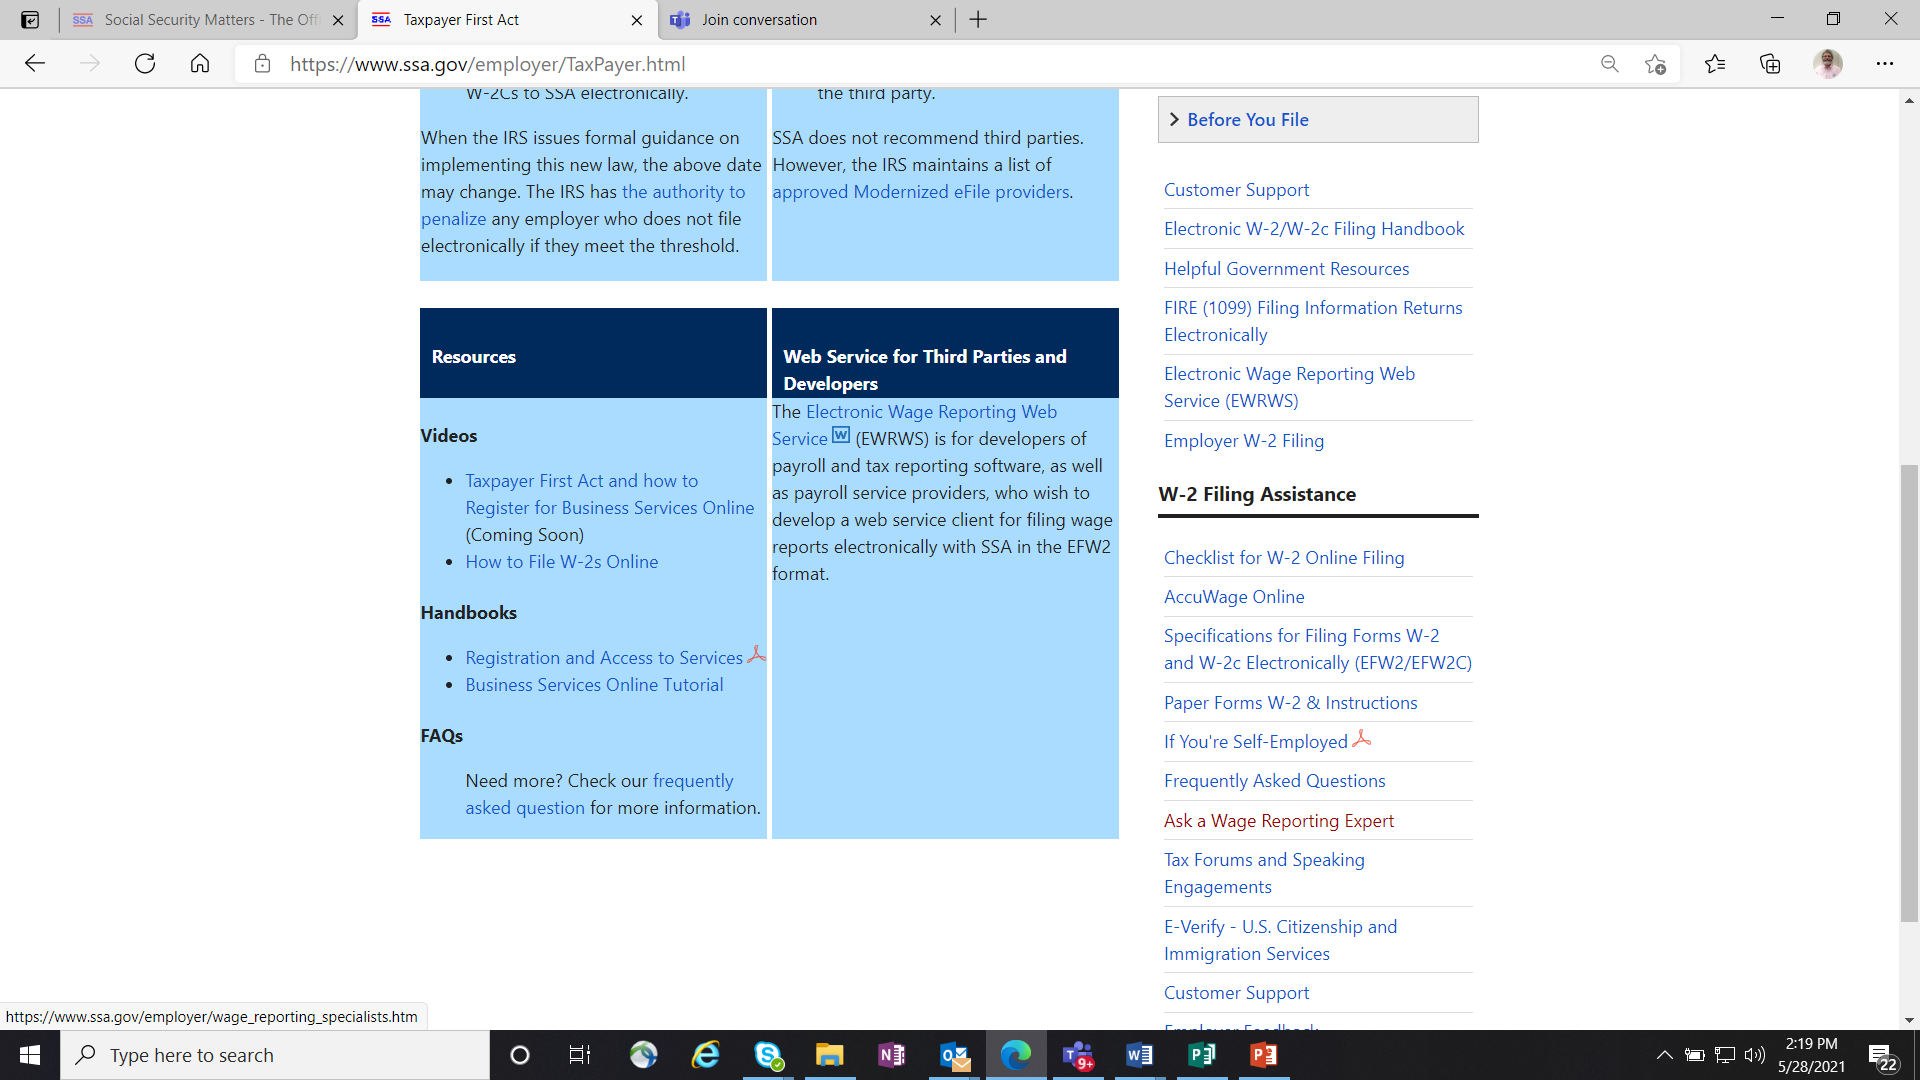 Social Security Matters - The Off
Taxpayer First Act
Join conversation
https://www.ssa.gov/employer/TaxPayer.html
W-2Cs to SSA electronically.
When the IRS issues formal guidance on
implementing this new law, the above date
may change. The IRS has the authority to
penalize any employer who does not file
electronically if they meet the threshold.
the third party.
SSA does not recommend third parties.
However, the IRS maintains a list of
approved Modernized eFile providers.
Resources
Videos
Taxpayer First Act and how to
Register for Business Services Online
(Coming Soon)
How to File W-2s Online
Handbooks
Registration and Access to Services
Business Services Online Tutorial
FAQs
Need more? Check our frequently
asked question for more information.
Web Service for Third Parties and
Developers
The Electronic Wage Reporting Web
Service (EWRWS) is for developers of
payroll and tax reporting software, as well
as payroll service providers, who wish to
develop a web service client for filing wage
reports electronically with SSA in the EFW2
format.
Before You File
Customer Support
Electronic W-2/W-2c Filing Handbook
Helpful Government Resources
FIRE (1099) Filing Information Returns
Electronically
Electronic Wage Reporting Web
Service (EWRWS)
Employer W-2 Filing
W-2 Filing Assistance
Checklist for W-2 Online Filing
AccuWage Online
Specifications for Filing Forms W-2
and W-2c Electronically (EFW2/EFW2C)
Paper Forms W-2 & Instructions
If You're Self-Employed
Frequently Asked Questions
Ask a Wage Reporting Expert
Tax Forums and Speaking
Engagements
E-Verify - U.S. Citizenship and
Immigration Services
Customer Support
Employer Feedback
https://www.ssa.gov/employer/wage_reporting_specialists.htm
Type here to search
9+
2:19 PM
5/28/2021
22